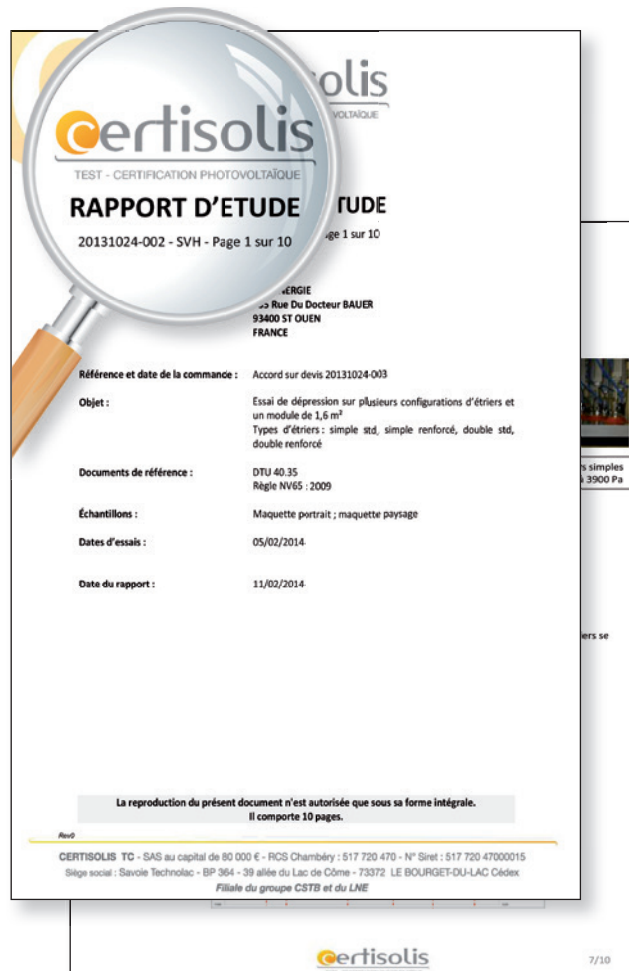 certisolis
TEST - CERTIFICATION PHOTOVOLTAÏQUE
RAPPORT D'ETUDE
20131024-002 - SVH - Page 1 sur 10
olis
VOLTAÏQUE
TUDE
ge 1 sur 10
ERGIE
Rue Du Docteur BAUER
93400 ST OUEN
FRANCE
Référence et date de la commande : Accord sur devis 20131024-003
Objet : Essai de dépression sur plusieurs configurations d'étriers et
un module de 1,6 m²
Types d'étriers : simple std, simple renforcé, double std,
double renforcé
Documents de référence : DTU 40.35
Règle NV65 : 2009
Échantillons : Maquette portrait ; maquette paysage
Dates d'essais : 05/02/2014
Date du rapport : 11/02/2014
rs simples
à 3900 Pa
iers se
La reproduction du présent document n'est autorisée que sous sa forme intégrale.
Il comporte 10 pages.
Rev0
CERTISOLIS TC - SAS au capital de 80 000 € - RCS Chambéry : 517 720 470 - N° Siret : 517 720 47000015
Siège social : Savoie Technolac - BP 364 - 39 allée du Lac de Côme - 73372 LE BOURGET-DU-LAC Cédex
Filiale du groupe CSTB et du LNE
certisolis
7/10